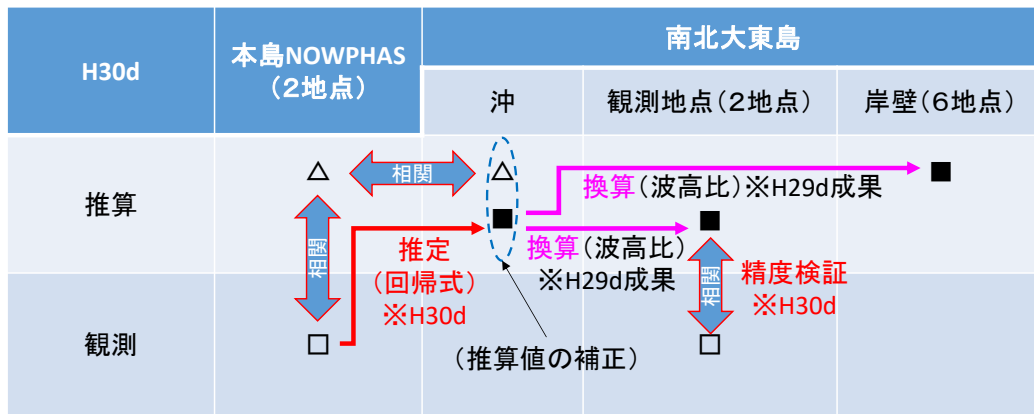 H30d
本島NOWPHAS
（2地点）
南北大東島
沖
観測地点（2地点）
岸壁（6地点）
推算
△
相関
△
換算（波高比）※H29d成果
■
相関
■
推定
（回帰式）
※H30d
換算（波高比）
※H29d成果
■
相関
精度検証
※H30d
観測
□
（推算値の補正）
□